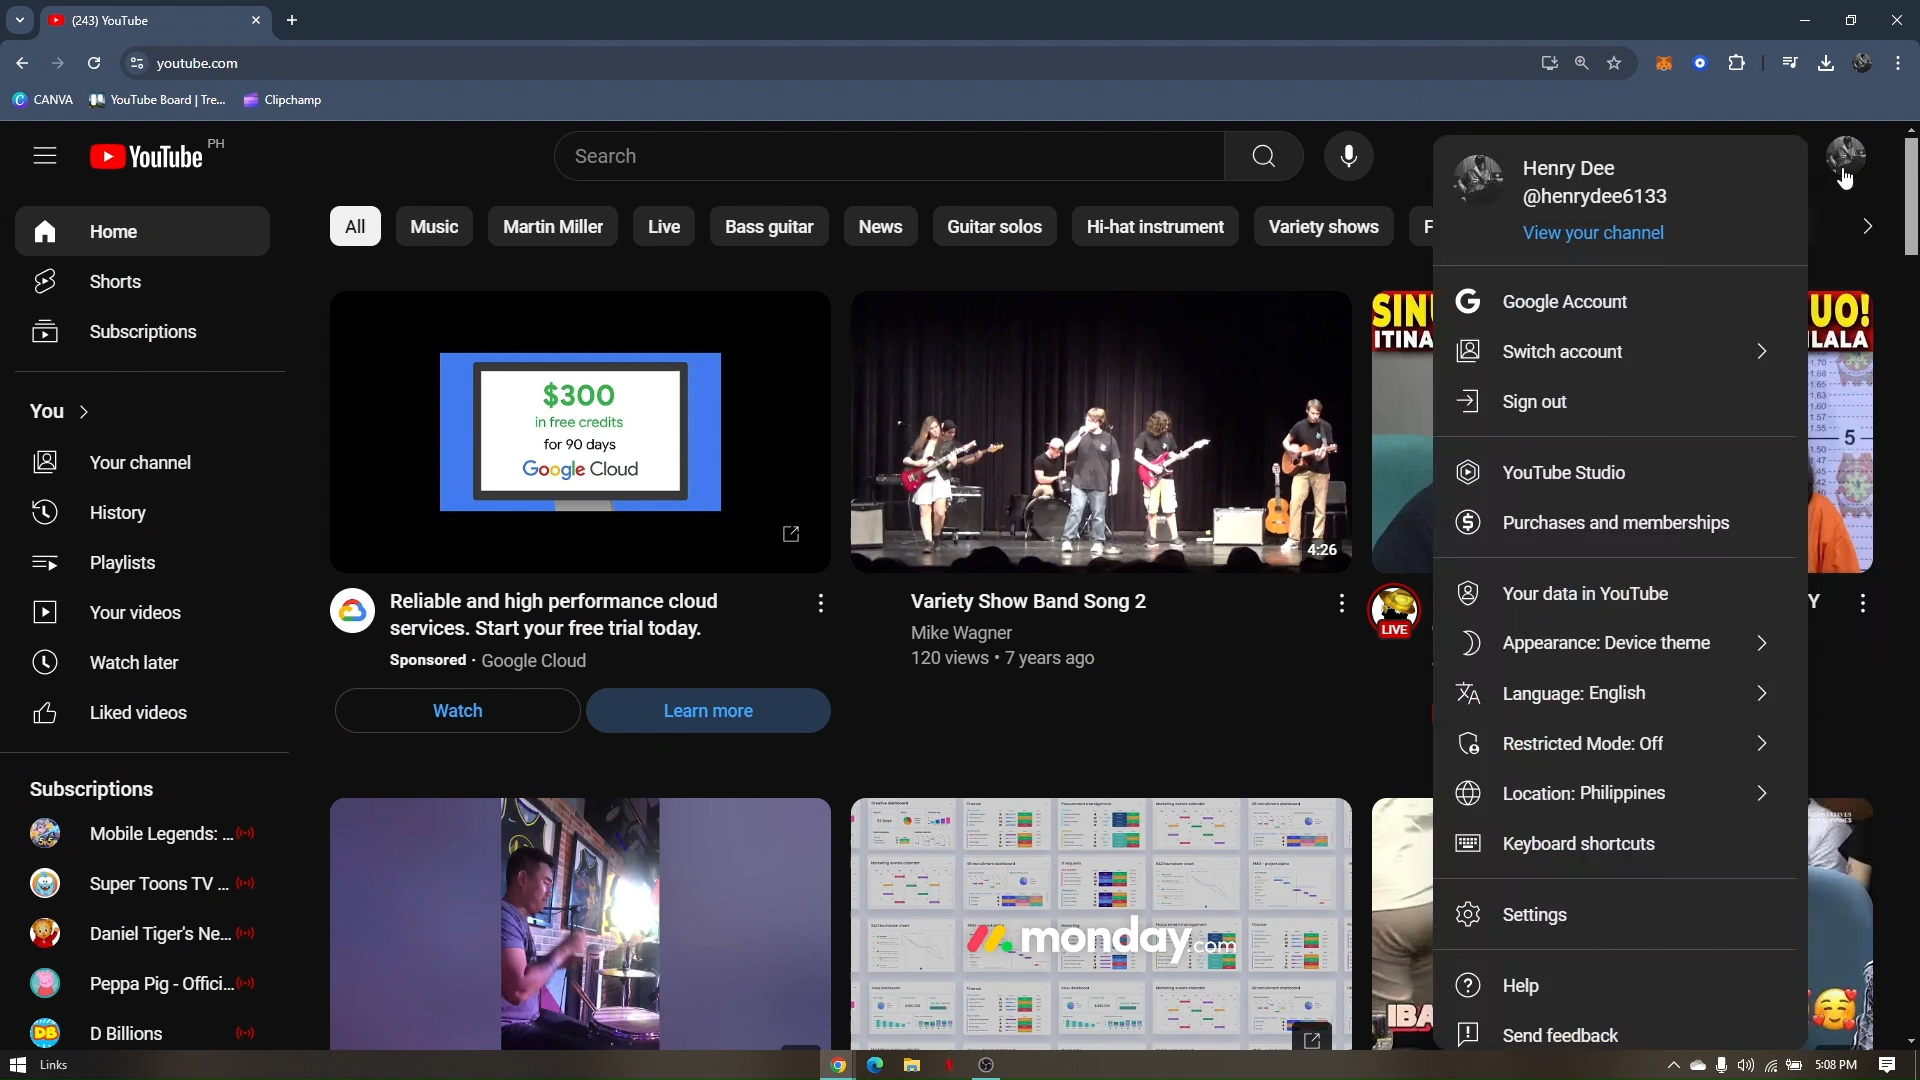 (243) YouTube
youtube.com
CANVA
YouTube Board | Tre...
Clipchamp
YouTube PH
Search
Home
Shorts
Subscriptions
You
Your channel
History
Playlists
Your videos
Watch later
Liked videos
Subscriptions
Mobile Legends: ...
Super Toons TV ...
Daniel Tiger's Ne...
Peppa Pig - Offici...
D Billions
All
Music
Martin Miller
Live
Bass guitar
News
Guitar solos
Hi-hat instrument
Variety shows
F
$300
in free credits
for 90 days
Google Cloud
Reliable and high performance cloud
services. Start your free trial today.
Sponsored · Google Cloud
Watch
Learn more
4:26
Variety Show Band Song 2
Mike Wagner
120 views • 7 years ago
SIN
ITINA
UO!
LALA
5
LIVE
Y
monday.com
IBA
Henry Dee
@henrydee6133
View your channel
Google Account
Switch account
Sign out
YouTube Studio
Purchases and memberships
Your data in YouTube
Appearance: Device theme
Language: English
Restricted Mode: Off
Location: Philippines
Keyboard shortcuts
Settings
Help
Send feedback
Links
5:08 PM